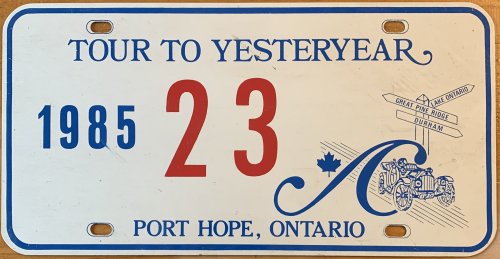 TOUR TO YESTERYEAR
1985 23
LAKE ONTARIO
GREAT PINE RIDGE
DURHAM
PORT HOPE, ONTARIO